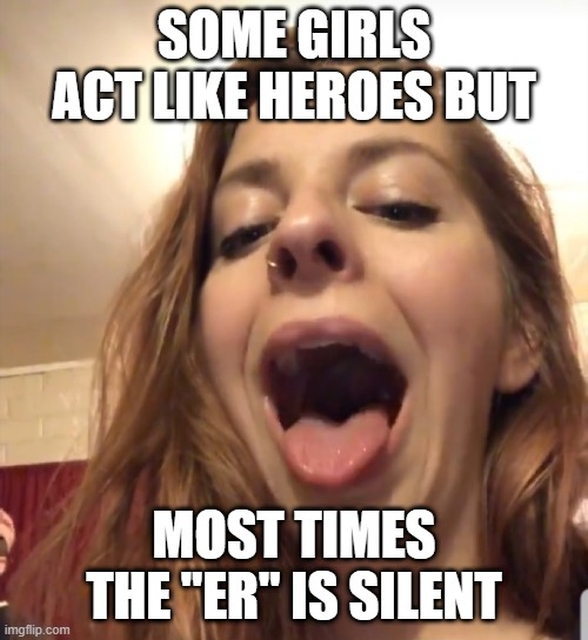 SOME GIRLS
ACT LIKE HEROES BUT
MOST TIMES
THE "ER" IS SILENT
imgflip.com